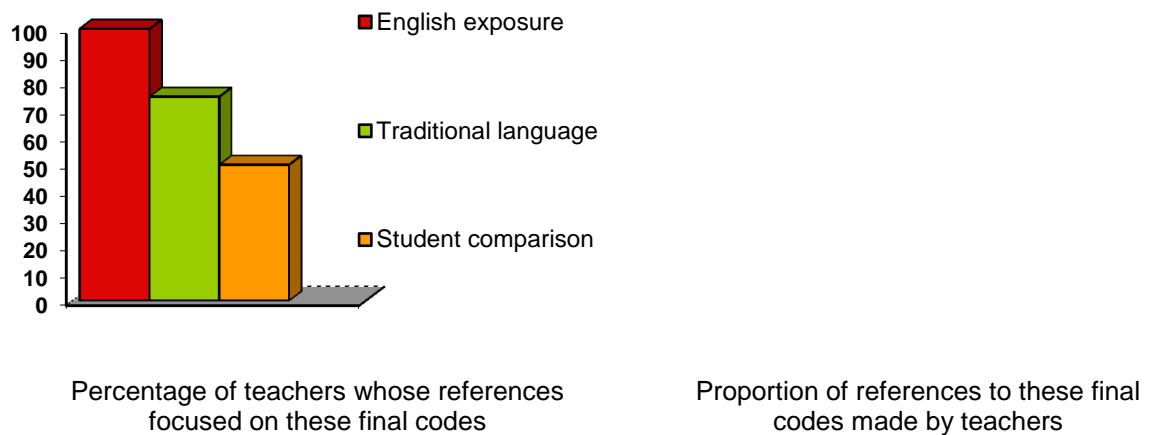 100
90
80
70
60
50
40
30
20
10
0
English exposure
Traditional language
Student comparison
Percentage of teachers whose references
focused on these final codes
Proportion of references to these final
codes made by teachers